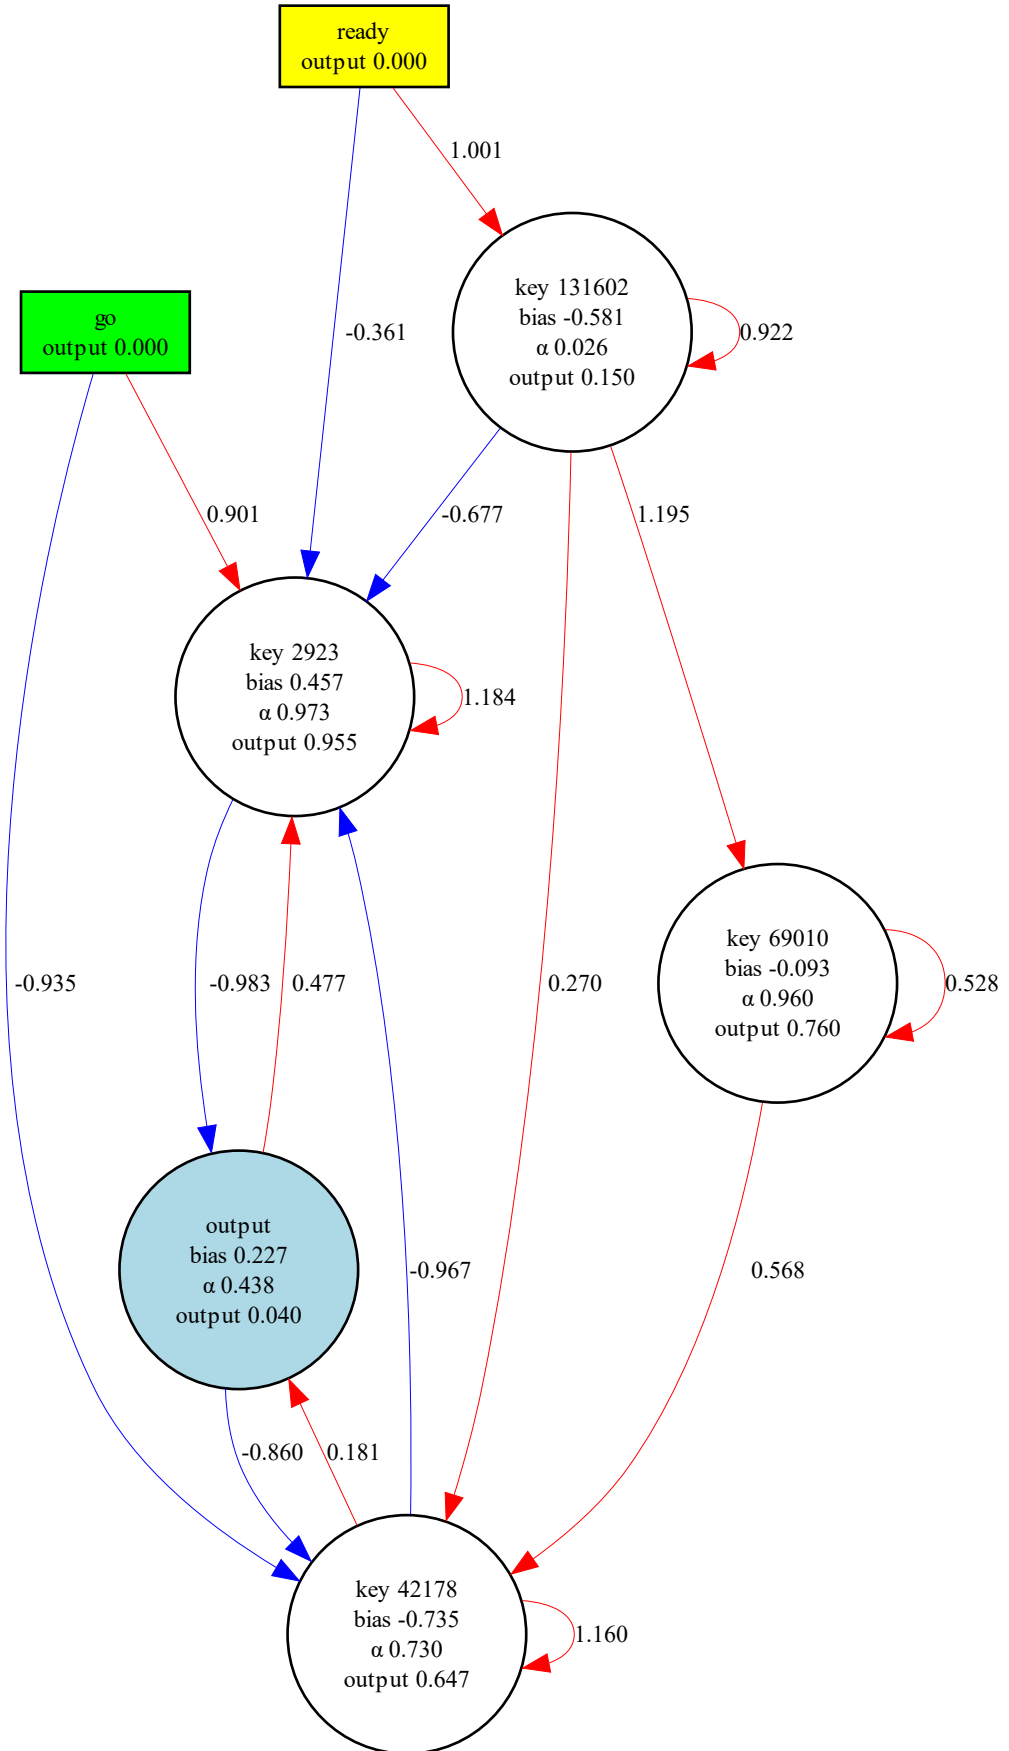 ready
output 0.000
1.001
key 131602
bias -0.581
α 0.026
output 0.150
0.922
go
output 0.000
-0.361
0.901
-0.677
1.195
key 2923
bias 0.457
α 0.973
output 0.955
1.184
key 69010
bias -0.093
α 0.960
output 0.760
0.528
-0.935
-0.983
0.477
0.270
output
bias 0.227
α 0.438
output 0.040
-0.967
0.568
-0.860
0.181
key 42178
bias -0.735
α 0.730
output 0.647
1.160